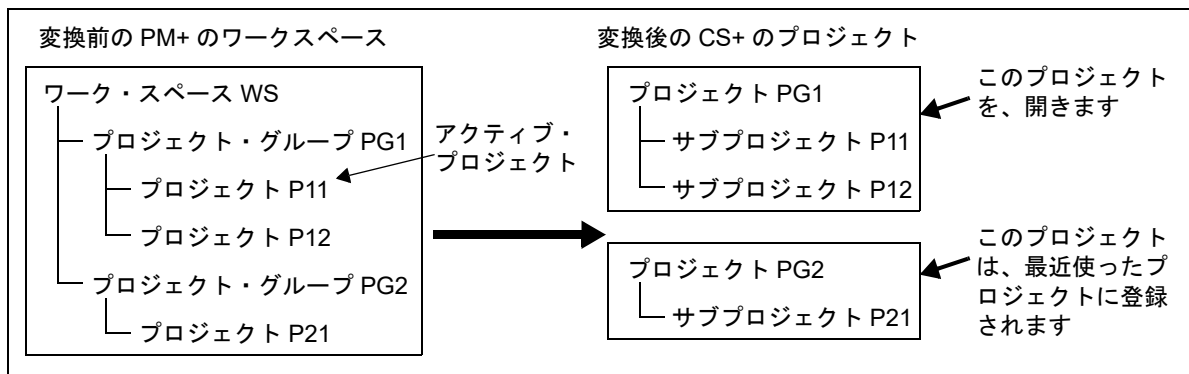 変換前の PM+ のワークスペース
ワーク・スペース WS
プロジェクト・グループ PG1
プロジェクト P11
プロジェクト P12
プロジェクト・グループ PG2
プロジェクト P21
アクティブ・
プロジェクト
変換後の CS+ のプロジェクト
プロジェクト PG1
サブプロジェクト P11
サブプロジェクト P12
このプロジェクト
を、開きます
プロジェクト PG2
サブプロジェクト P21
このプロジェクト
は、最近使ったプ
ロジェクトに登録
されます